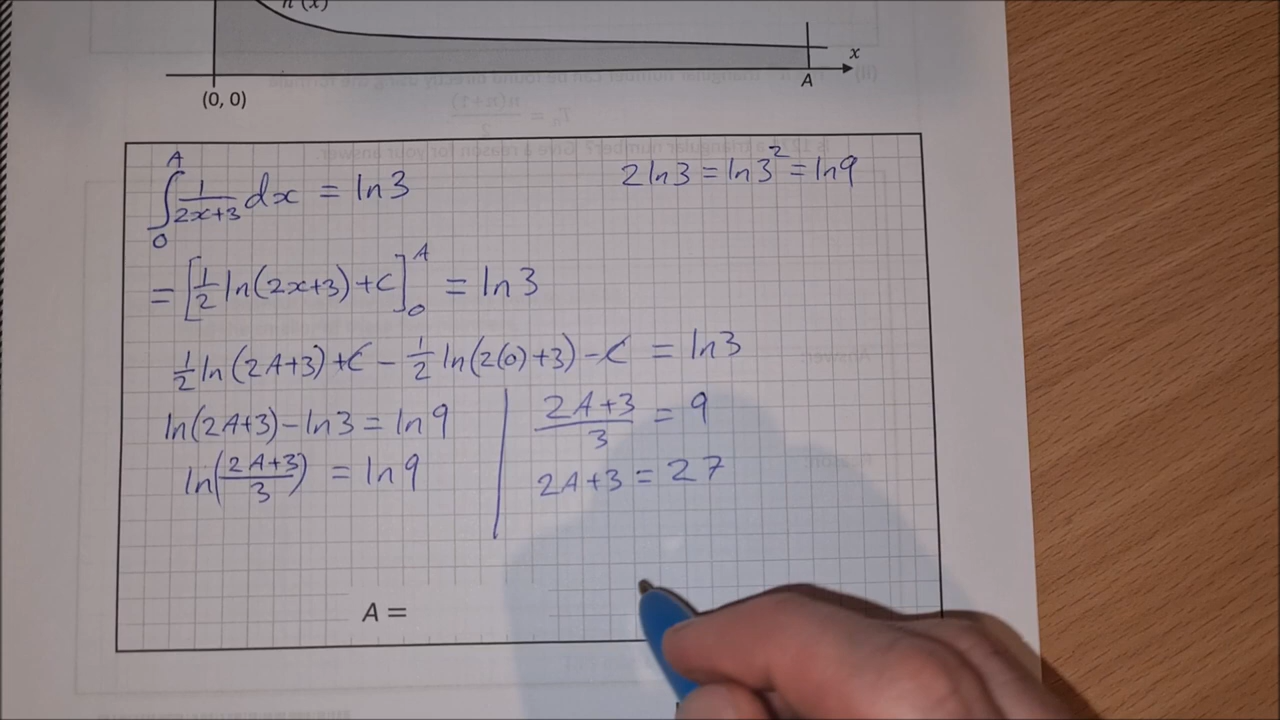 h (x)
x
A
(0, 0)
∫₀ᴬ 1/(2x+3) dx = ln3
2ln3 = ln3² = ln9
= [1/2 ln(2x+3) + C]₀ᴬ = ln3
1/2 ln(2A+3) + C - 1/2 ln(2(0)+3) - C = ln3
ln(2A+3) - ln3 = ln9
ln((2A+3)/3) = ln9
(2A+3)/3 = 9
2A+3 = 27
A =